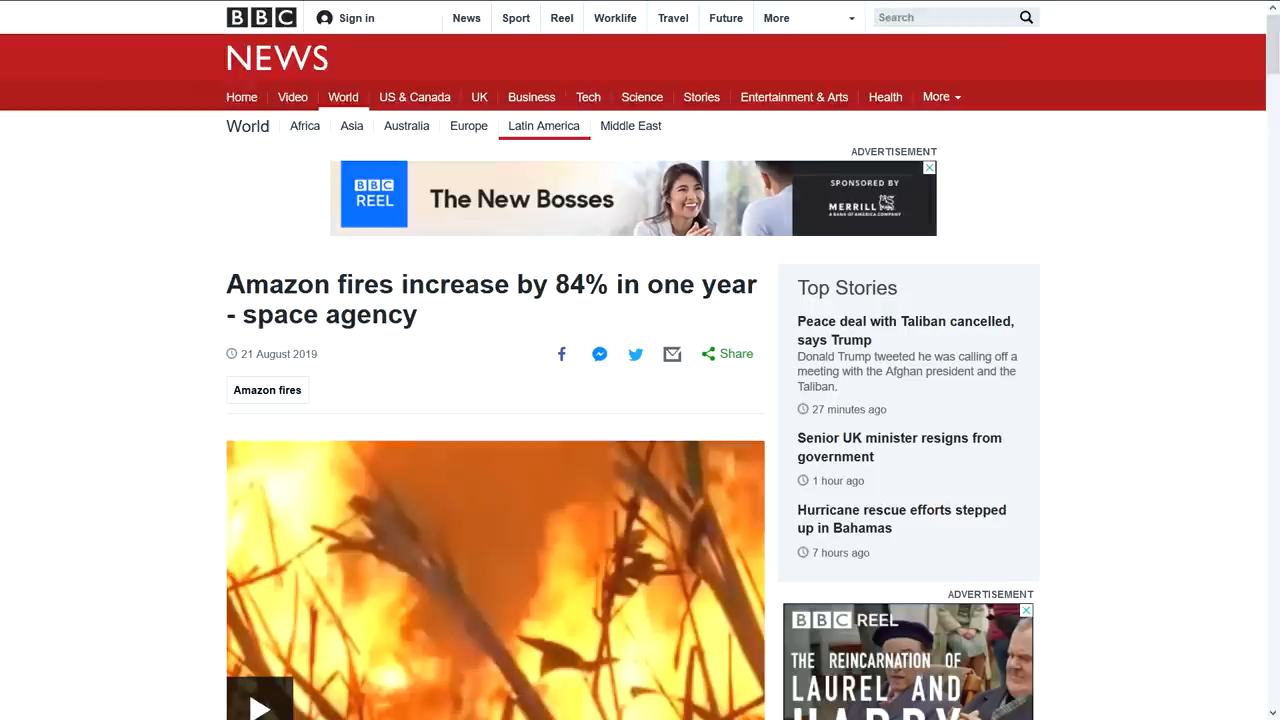 BBC Sign in News Sport Reel Worklife Travel Future More Search
NEWS
Home Video World US & Canada UK Business Tech Science Stories Entertainment & Arts Health More
World Africa Asia Australia Europe Latin America Middle East
ADVERTISEMENT
BBC
REEL
The New Bosses
SPONSORED BY
MERRILL
A BANK OF AMERICA COMPANY
Amazon fires increase by 84% in one year
- space agency
21 August 2019
Share
Amazon fires
Top Stories
Peace deal with Taliban cancelled,
says Trump
Donald Trump tweeted he was calling off a
meeting with the Afghan president and the
Taliban.
27 minutes ago
Senior UK minister resigns from
government
1 hour ago
Hurricane rescue efforts stepped
up in Bahamas
7 hours ago
ADVERTISEMENT
BBC REEL
THE REINCARNATION OF
LAUREL AND
HARDY